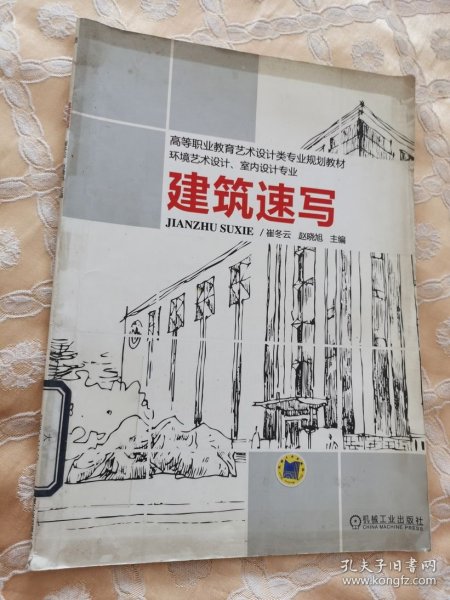 高等职业教育艺术设计类专业规划教材
环境艺术设计、室内设计专业
建筑速写
JIANZHU SUXIE / 崔冬云 赵晓旭 主编
机械工业出版社
CHINA MACHINE PRESS
孔夫子旧书网
www.kongfz.com